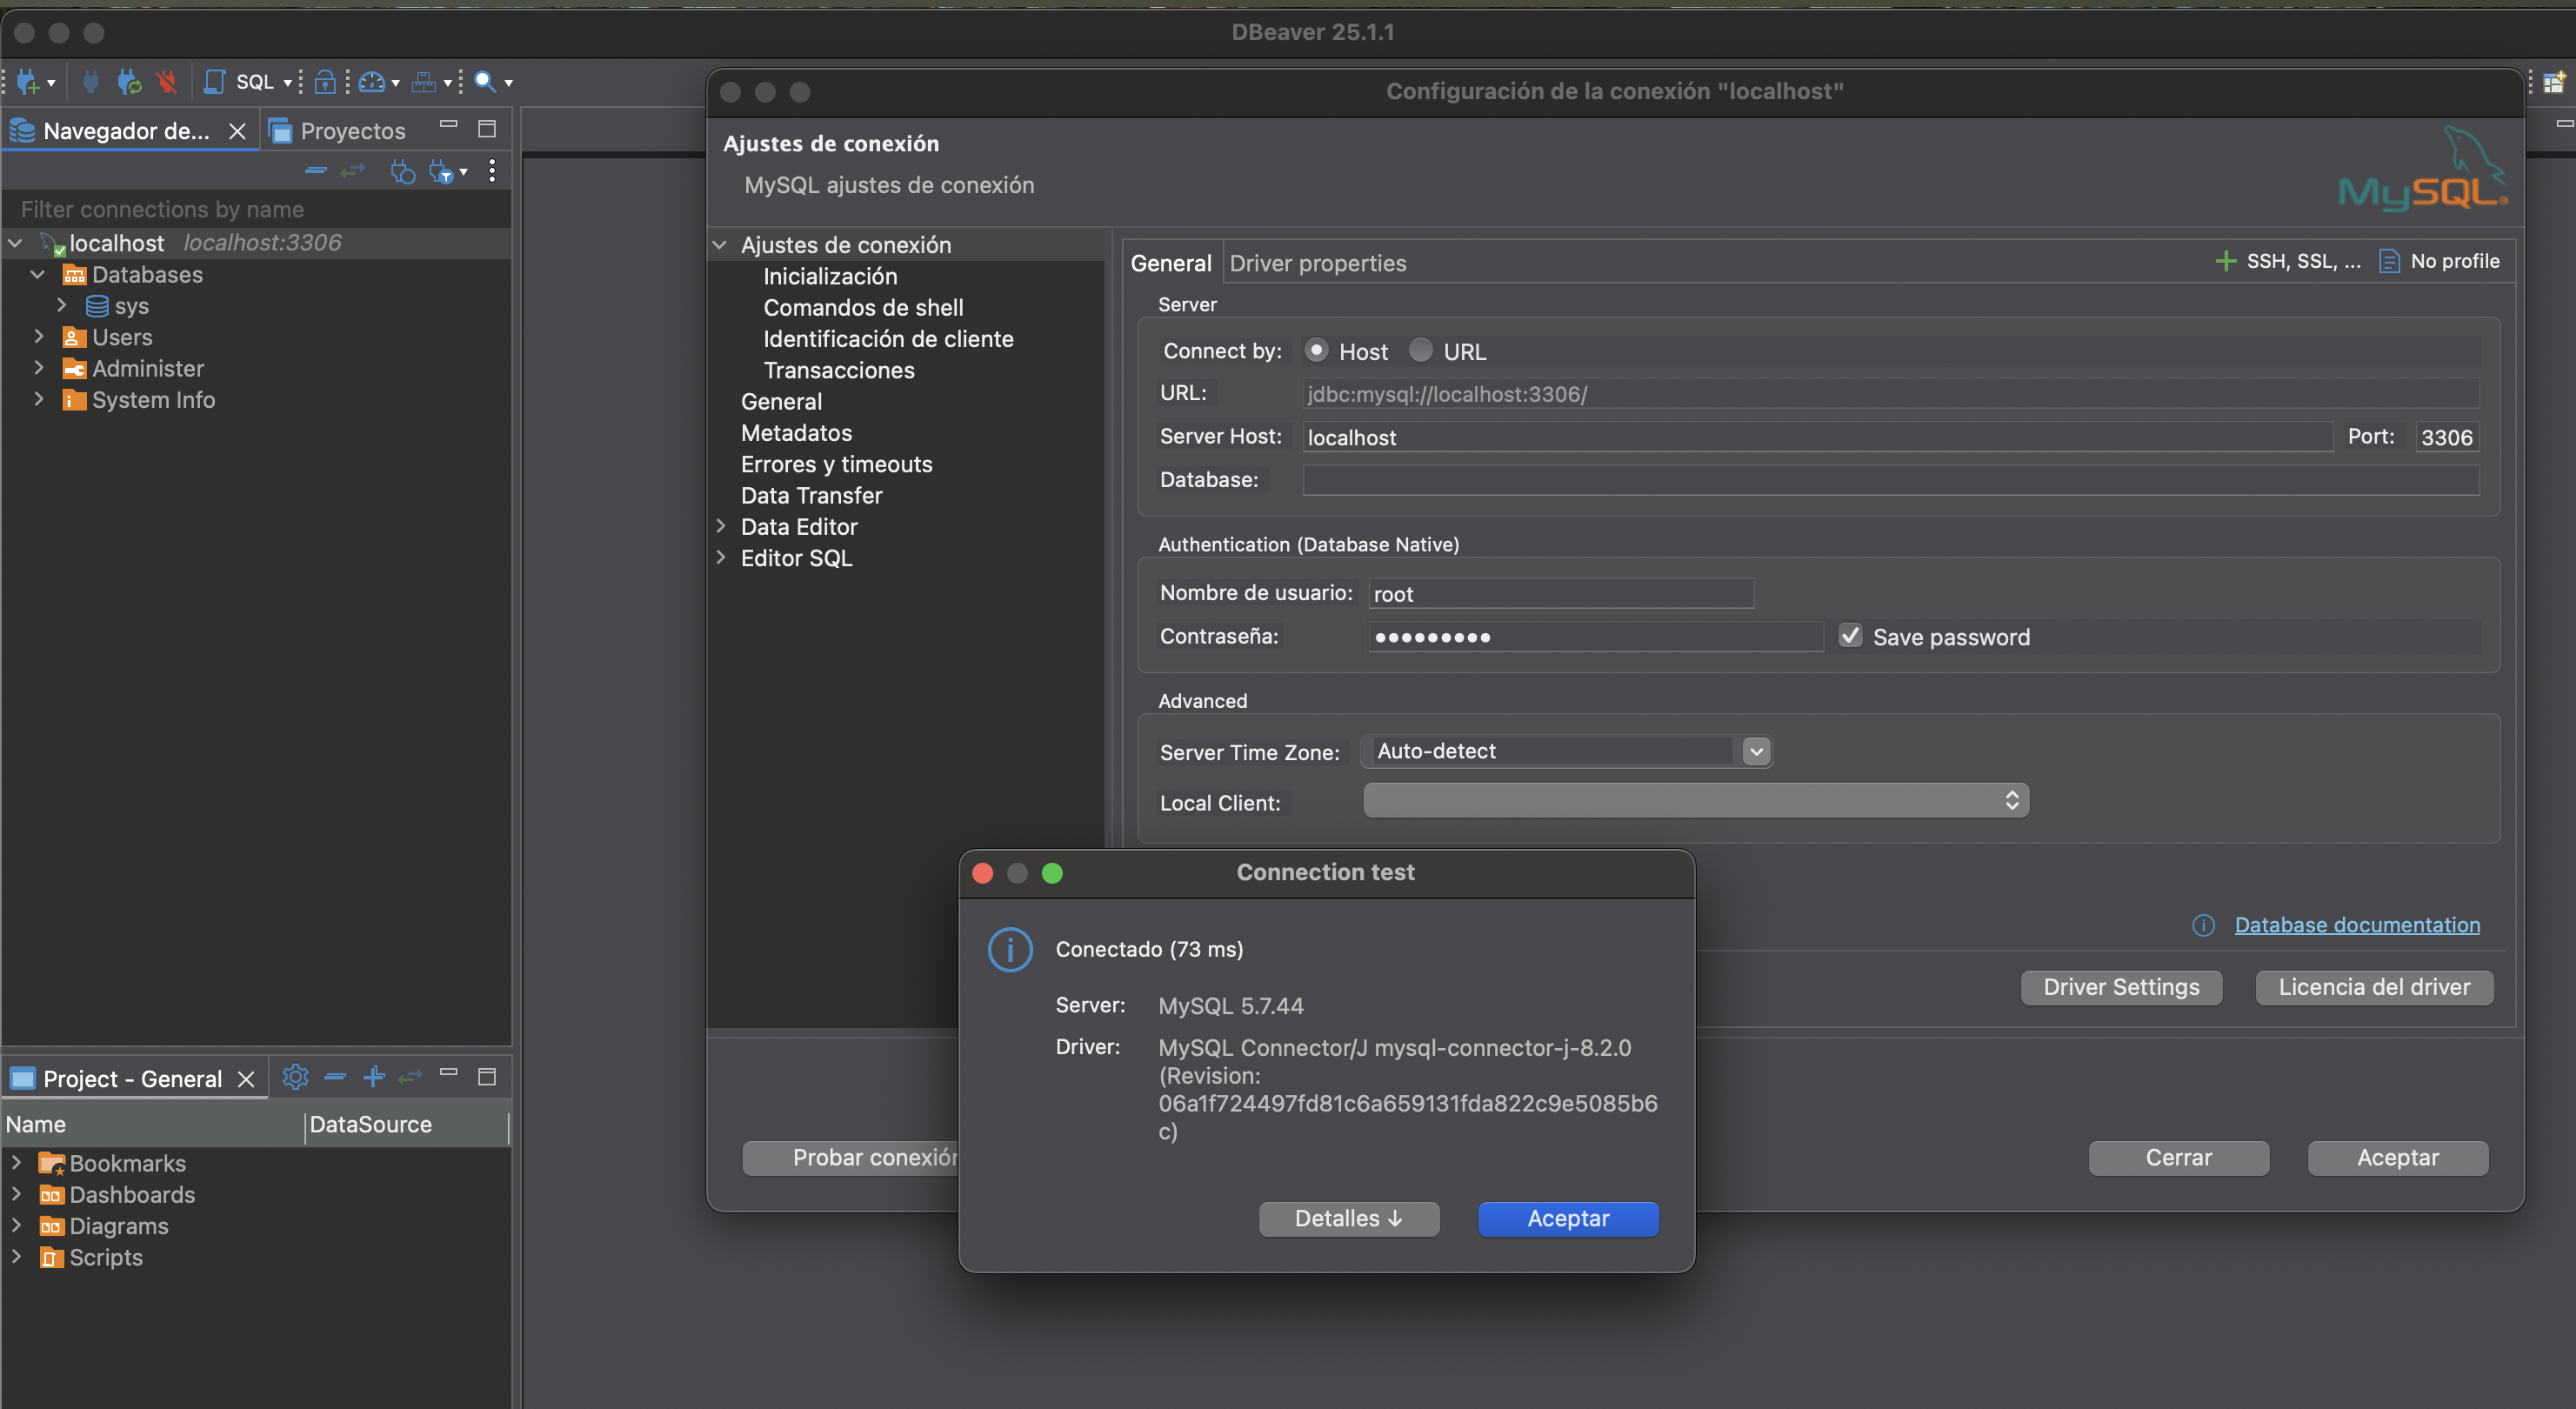 DBeaver 25.1.1
SQL
Navegador de...
Proyectos
Filter connections by name
localhost localhost:3306
Databases
sys
Users
Administer
System Info
Project - General
Name DataSource
Bookmarks
Dashboards
Diagrams
Scripts
Configuración de la conexión "localhost"
Ajustes de conexión
MySQL ajustes de conexión
MySQL®
Ajustes de conexión
Inicialización
Comandos de shell
Identificación de cliente
Transacciones
General
Metadatos
Errores y timeouts
Data Transfer
Data Editor
Editor SQL
General Driver properties SSH, SSL, ... No profile
Server
Connect by: Host URL
URL: jdbc:mysql://localhost:3306/
Server Host: localhost Port: 3306
Database:
Authentication (Database Native)
Nombre de usuario: root
Contraseña: ••••••••• Save password
Advanced
Server Time Zone: Auto-detect
Local Client:
Database documentation
Driver Settings Licencia del driver
Probar conexión
Cerrar Aceptar
Connection test
Conectado (73 ms)
Server: MySQL 5.7.44
Driver: MySQL Connector/J mysql-connector-j-8.2.0
(Revision:
06a1f724497fd81c6a659131fda822c9e5085b6
c)
Detalles ↓ Aceptar